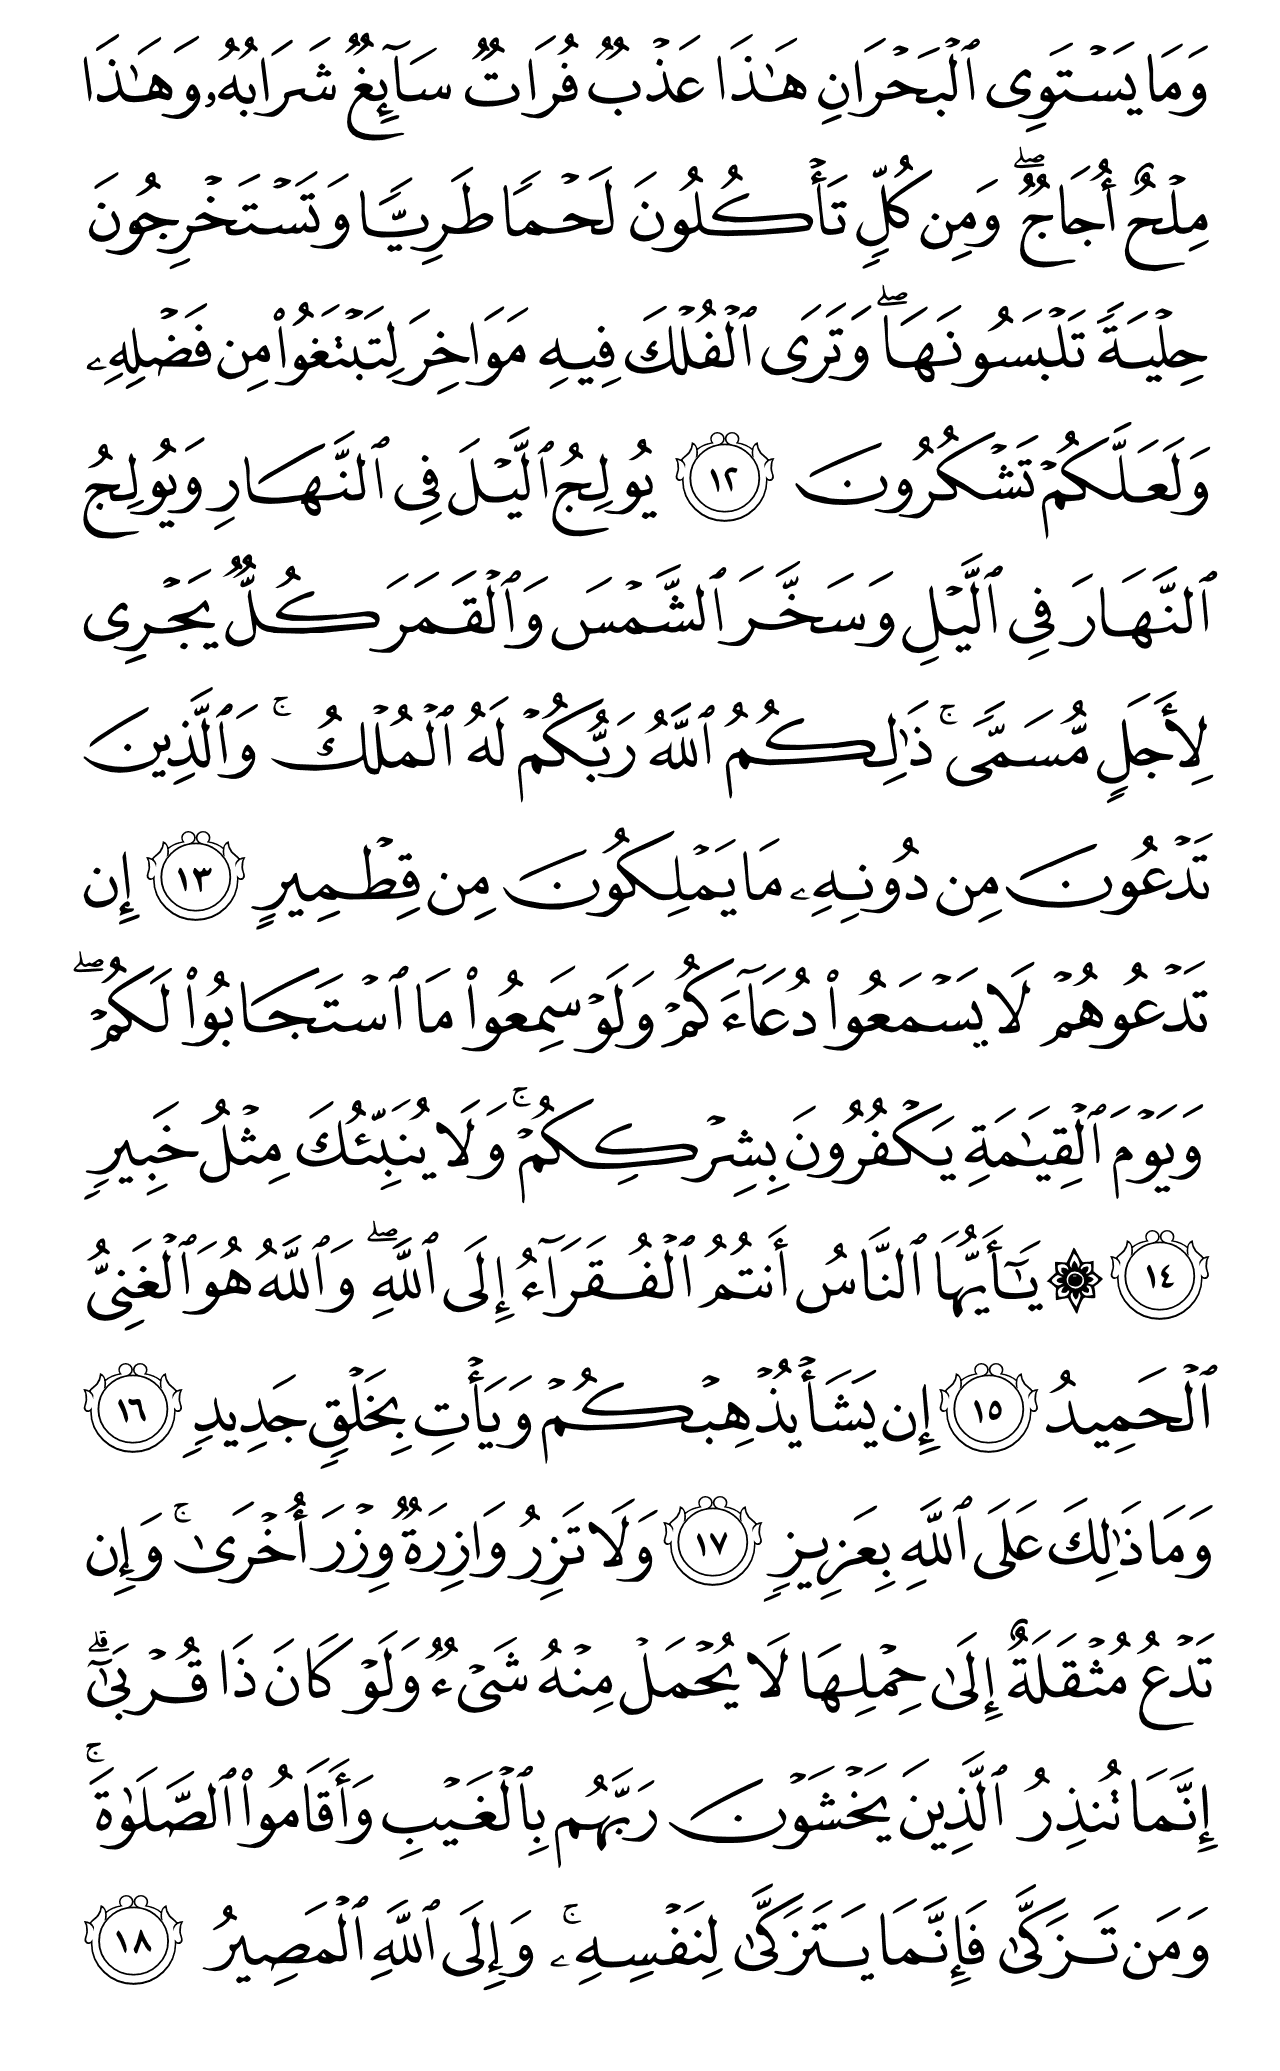 وَمَا يَسۡتَوِي ٱلۡبَحۡرَانِ هَٰذَا عَذۡبٞ فُرَاتٞ سَآئِغٞ شَرَابُهُۥ وَهَٰذَا
مِلۡحٌ أُجَاجٞۖ وَمِن كُلّٖ تَأۡكُلُونَ لَحۡمٗا طَرِيّٗا وَتَسۡتَخۡرِجُونَ
حِلۡيَةٗ تَلۡبَسُونَهَاۖ وَتَرَى ٱلۡفُلۡكَ فِيهِ مَوَاخِرَ لِتَبۡتَغُواْ مِن فَضۡلِهِۦ
وَلَعَلَّكُمۡ تَشۡكُرُونَ ١٢ يُولِجُ ٱلَّيۡلَ فِي ٱلنَّهَارِ وَيُولِجُ
ٱلنَّهَارَ فِي ٱلَّيۡلِ وَسَخَّرَ ٱلشَّمۡسَ وَٱلۡقَمَرَ كُلّٞ يَجۡرِي
لِأَجَلٖ مُّسَمّٗىۚ ذَٰلِكُمُ ٱللَّهُ رَبُّكُمۡ لَهُ ٱلۡمُلۡكُۚ وَٱلَّذِينَ
تَدۡعُونَ مِن دُونِهِۦ مَا يَمۡلِكُونَ مِن قِطۡمِيرٍ ١٣ إِن
تَدۡعُوهُمۡ لَا يَسۡمَعُواْ دُعَآءَكُمۡ وَلَوۡ سَمِعُواْ مَا ٱسۡتَجَابُواْ لَكُمۡۖ
وَيَوۡمَ ٱلۡقِيَٰمَةِ يَكۡفُرُونَ بِشِرۡكِكُمۡۚ وَلَا يُنَبِّئُكَ مِثۡلُ خَبِيرٖ
١٤ ۞ يَٰٓأَيُّهَا ٱلنَّاسُ أَنتُمُ ٱلۡفُقَرَآءُ إِلَى ٱللَّهِۖ وَٱللَّهُ هُوَ ٱلۡغَنِيُّ
ٱلۡحَمِيدُ ١٥ إِن يَشَأۡ يُذۡهِبۡكُمۡ وَيَأۡتِ بِخَلۡقٖ جَدِيدٖ ١٦
وَمَا ذَٰلِكَ عَلَى ٱللَّهِ بِعَزِيزٖ ١٧ وَلَا تَزِرُ وَازِرَةٞ وِزۡرَ أُخۡرَىٰۚ وَإِن
تَدۡعُ مُثۡقَلَةٌ إِلَىٰ حِمۡلِهَا لَا يُحۡمَلۡ مِنۡهُ شَيۡءٞ وَلَوۡ كَانَ ذَا قُرۡبَىٰٓۗ
إِنَّمَا تُنذِرُ ٱلَّذِينَ يَخۡشَوۡنَ رَبَّهُم بِٱلۡغَيۡبِ وَأَقَامُواْ ٱلصَّلَوٰةَۚ
وَمَن تَزَكَّىٰ فَإِنَّمَا يَتَزَكَّىٰ لِنَفۡسِهِۦۚ وَإِلَى ٱللَّهِ ٱلۡمَصِيرُ ١٨